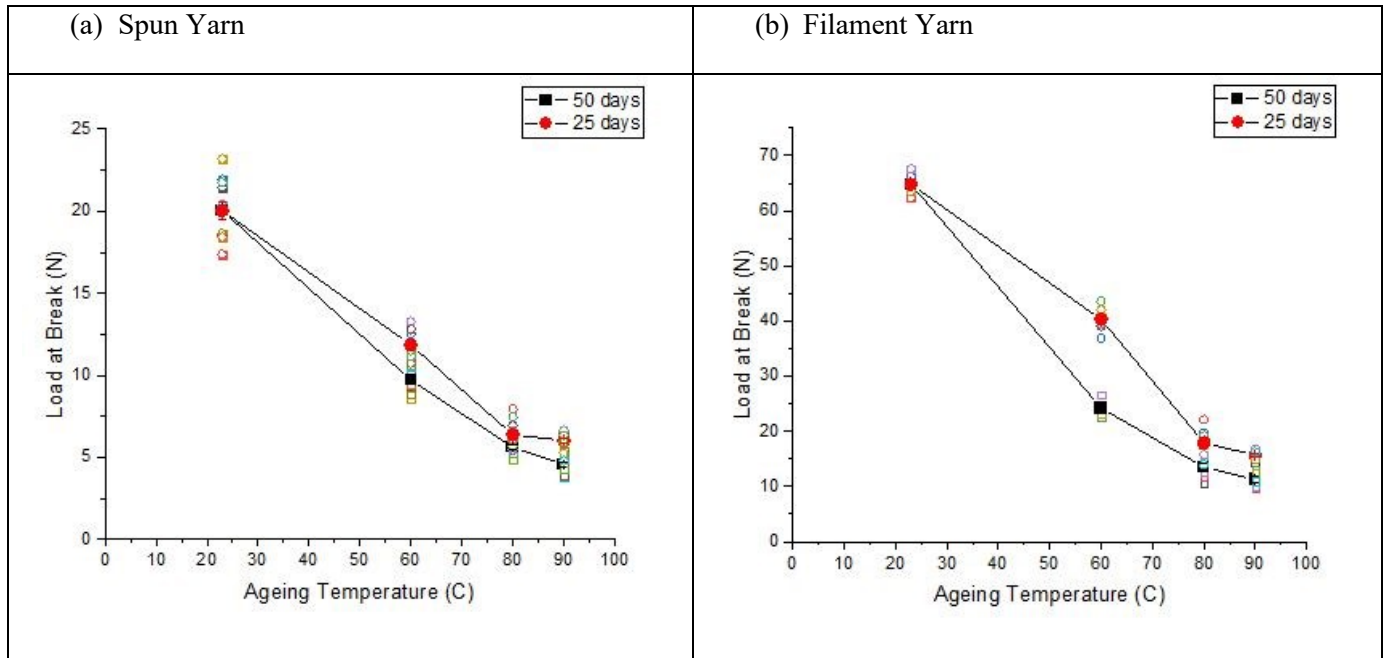 (a) Spun Yarn
(b) Filament Yarn
50 days
25 days
25
20
15
10
5
0
Load at Break (N)
0 10 20 30 40 50 60 70 80 90 100
Ageing Temperature (C)
50 days
25 days
70
60
50
40
30
20
10
0
Load at Break (N)
0 10 20 30 40 50 60 70 80 90 100
Ageing Temperature (C)